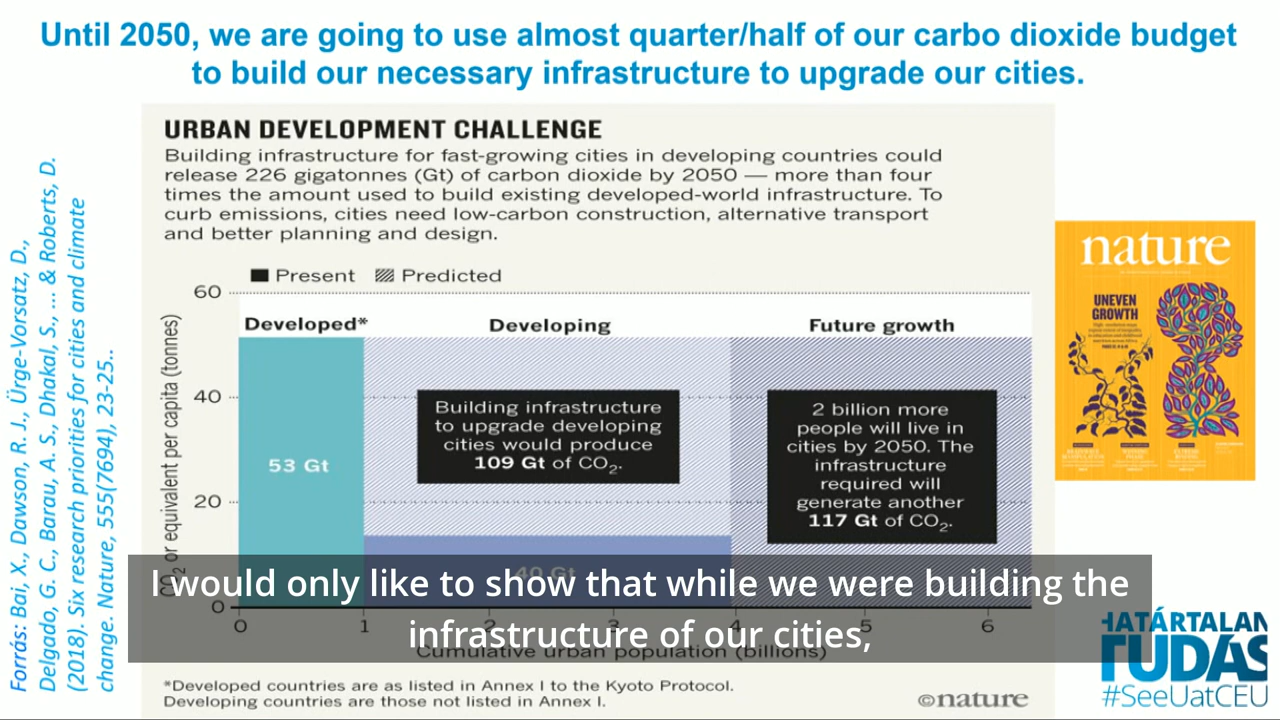 Until 2050, we are going to use almost quarter/half of our carbo dioxide budget
to build our necessary infrastructure to upgrade our cities.
Forrás: Bai, X., Dawson, R. J., Ürge-Vorsatz, D.,
Delgado, G. C., Barau, A. S., Dhakal, S., ... & Roberts, D.
(2018). Six research priorities for cities and climate
change. Nature, 555(7694), 23-25..
URBAN DEVELOPMENT CHALLENGE
Building infrastructure for fast-growing cities in developing countries could
release 226 gigatonnes (Gt) of carbon dioxide by 2050 — more than four
times the amount used to build existing developed-world infrastructure. To
curb emissions, cities need low-carbon construction, alternative transport
and better planning and design.
Present Predicted
CO2 or equivalent per capita (tonnes)
60
40
20
0
Developed* Developing Future growth
53 Gt
Building infrastructure
to upgrade developing
cities would produce
109 Gt of CO2.
2 billion more
people will live in
cities by 2050. The
infrastructure
required will
generate another
117 Gt of CO2.
40 Gt
0 1 2 3 4 5 6
Cumulative urban population (billions)
I would only like to show that while we were building the
infrastructure of our cities,
*Developed countries are as listed in Annex I to the Kyoto Protocol.
Developing countries are those not listed in Annex I.
©nature
nature
UNEVEN
GROWTH
HATÁRTALAN
TUDÁS
#SeeUatCEU